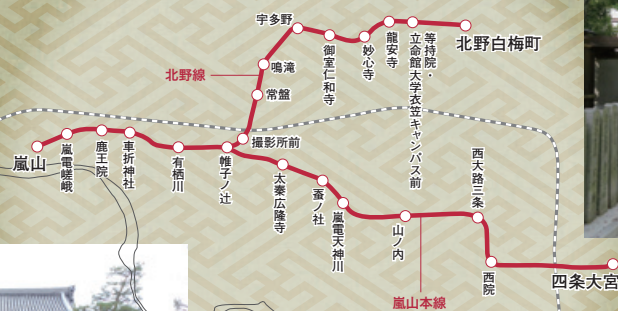 宇多野
御室仁和寺
妙心寺
龍安寺
等持院・
立命館大学衣笠キャンパス前
北野白梅町
北野線
鳴滝
常盤
撮影所前
嵐山
嵐電嵯峨
鹿王院
車折神社
有栖川
帷子ノ辻
太秦広隆寺
蚕ノ社
嵐電天神川
山ノ内
西大路三条
西院
四条大宮
嵐山本線